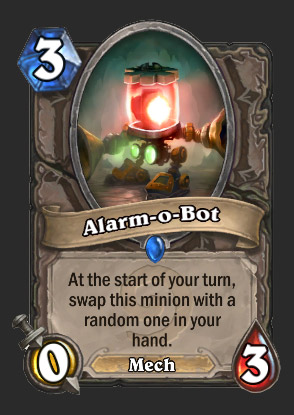 3
Alarm-o-Bot
At the start of your turn,
swap this minion with a
random one in your
hand.
0 Mech 3